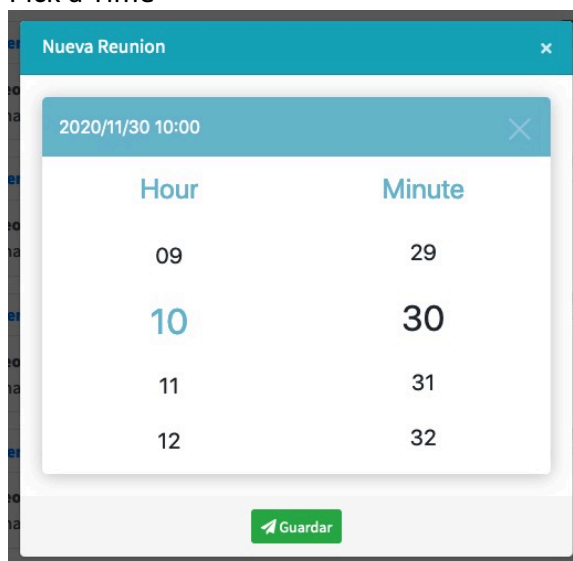 Pick a Time
Nueva Reunion ×
2020/11/30 10:00
Hour Minute
09 29
10 30
11 31
12 32
Guardar